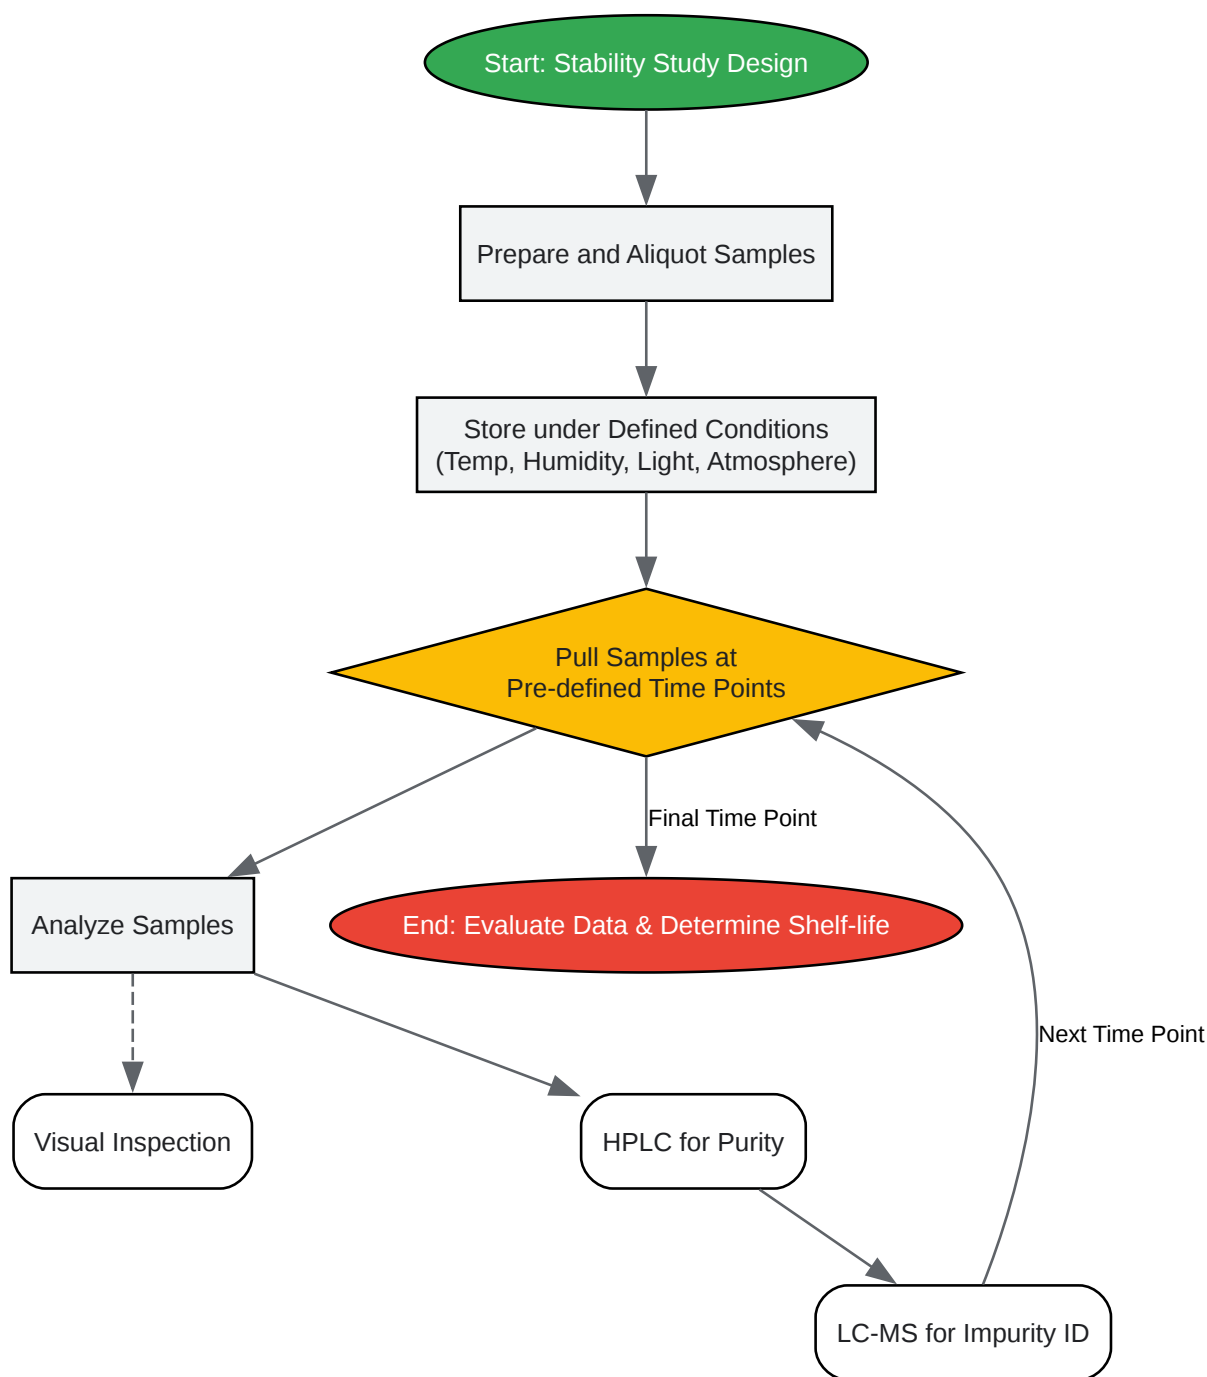 Start: Stability Study Design
Prepare and Aliquot Samples
Store under Defined Conditions
(Temp, Humidity, Light, Atmosphere)
Pull Samples at
Pre-defined Time Points
Final Time Point
Analyze Samples
End: Evaluate Data & Determine Shelf-life
Next Time Point
Visual Inspection
HPLC for Purity
LC-MS for Impurity ID